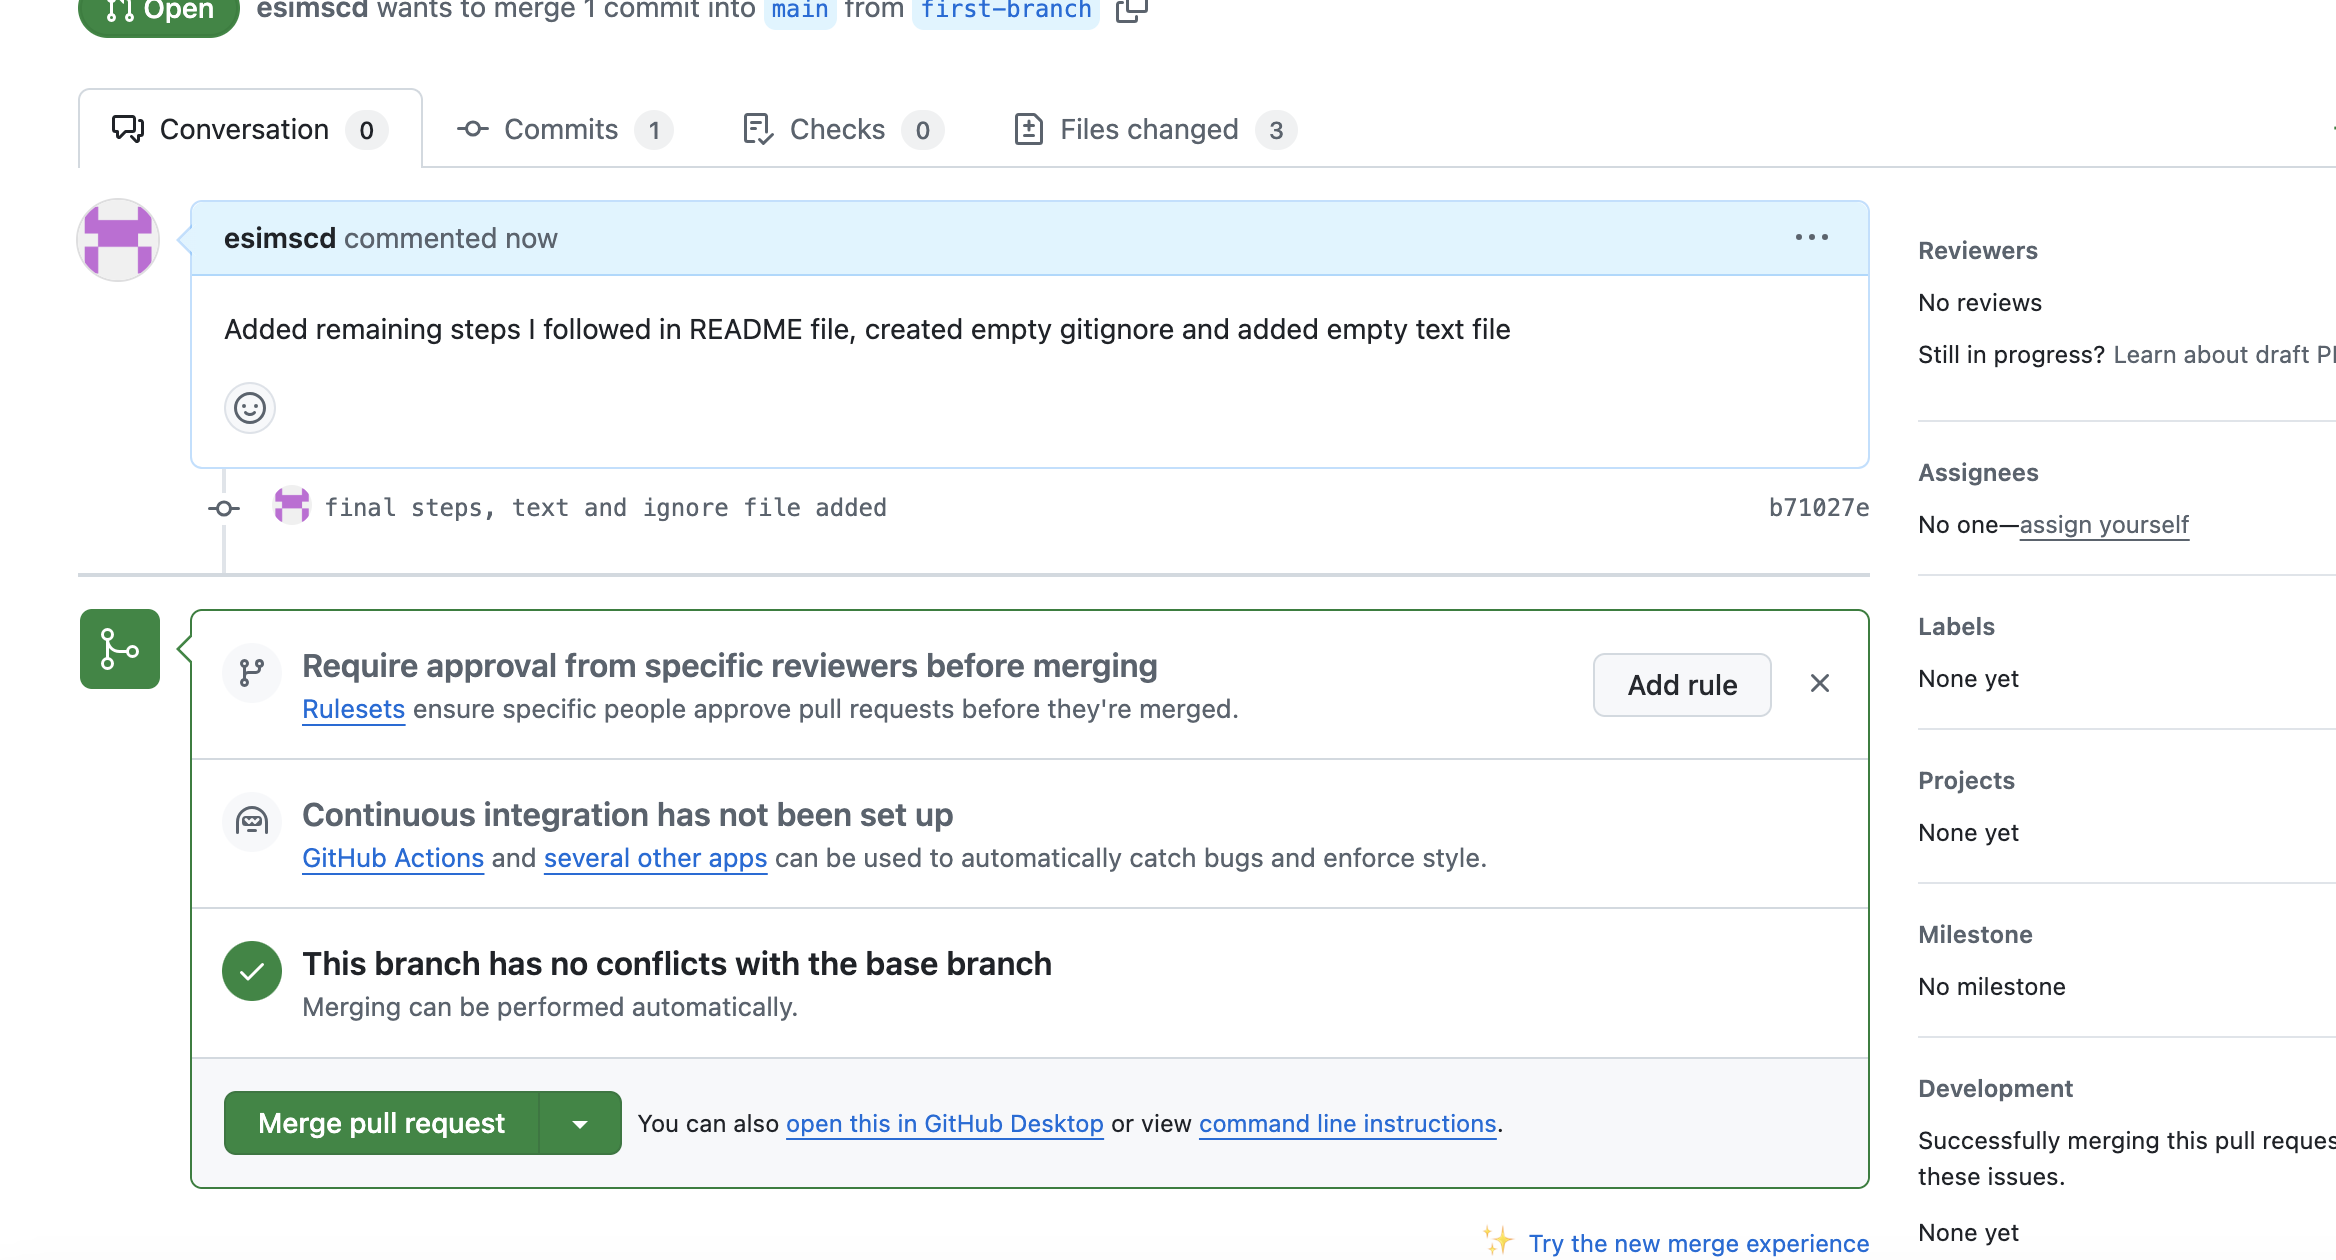 Open esimscd wants to merge 1 commit into main from first-branch
Conversation 0 Commits 1 Checks 0 Files changed 3
esimscd commented now
Added remaining steps I followed in README file, created empty gitignore and added empty text file
final steps, text and ignore file added b71027e
Require approval from specific reviewers before merging
Rulesets ensure specific people approve pull requests before they're merged.
Add rule
Continuous integration has not been set up
GitHub Actions and several other apps can be used to automatically catch bugs and enforce style.
This branch has no conflicts with the base branch
Merging can be performed automatically.
Merge pull request You can also open this in GitHub Desktop or view command line instructions.
Try the new merge experience
Reviewers
No reviews
Still in progress? Learn about draft
Assignees
No one—assign yourself
Labels
None yet
Projects
None yet
Milestone
No milestone
Development
Successfully merging this pull reques
these issues.
None yet